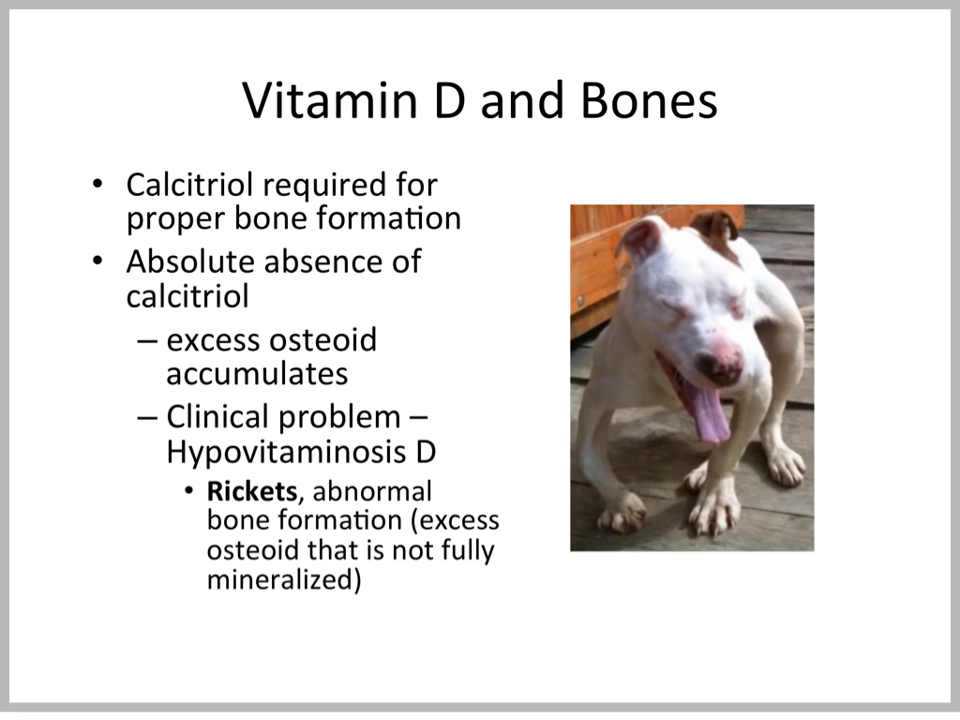 Vitamin D and Bones
• Calcitriol required for
proper bone formation
• Absolute absence of
calcitriol
– excess osteoid
accumulates
– Clinical problem –
Hypovitaminosis D
• Rickets, abnormal
bone formation (excess
osteoid that is not fully
mineralized)